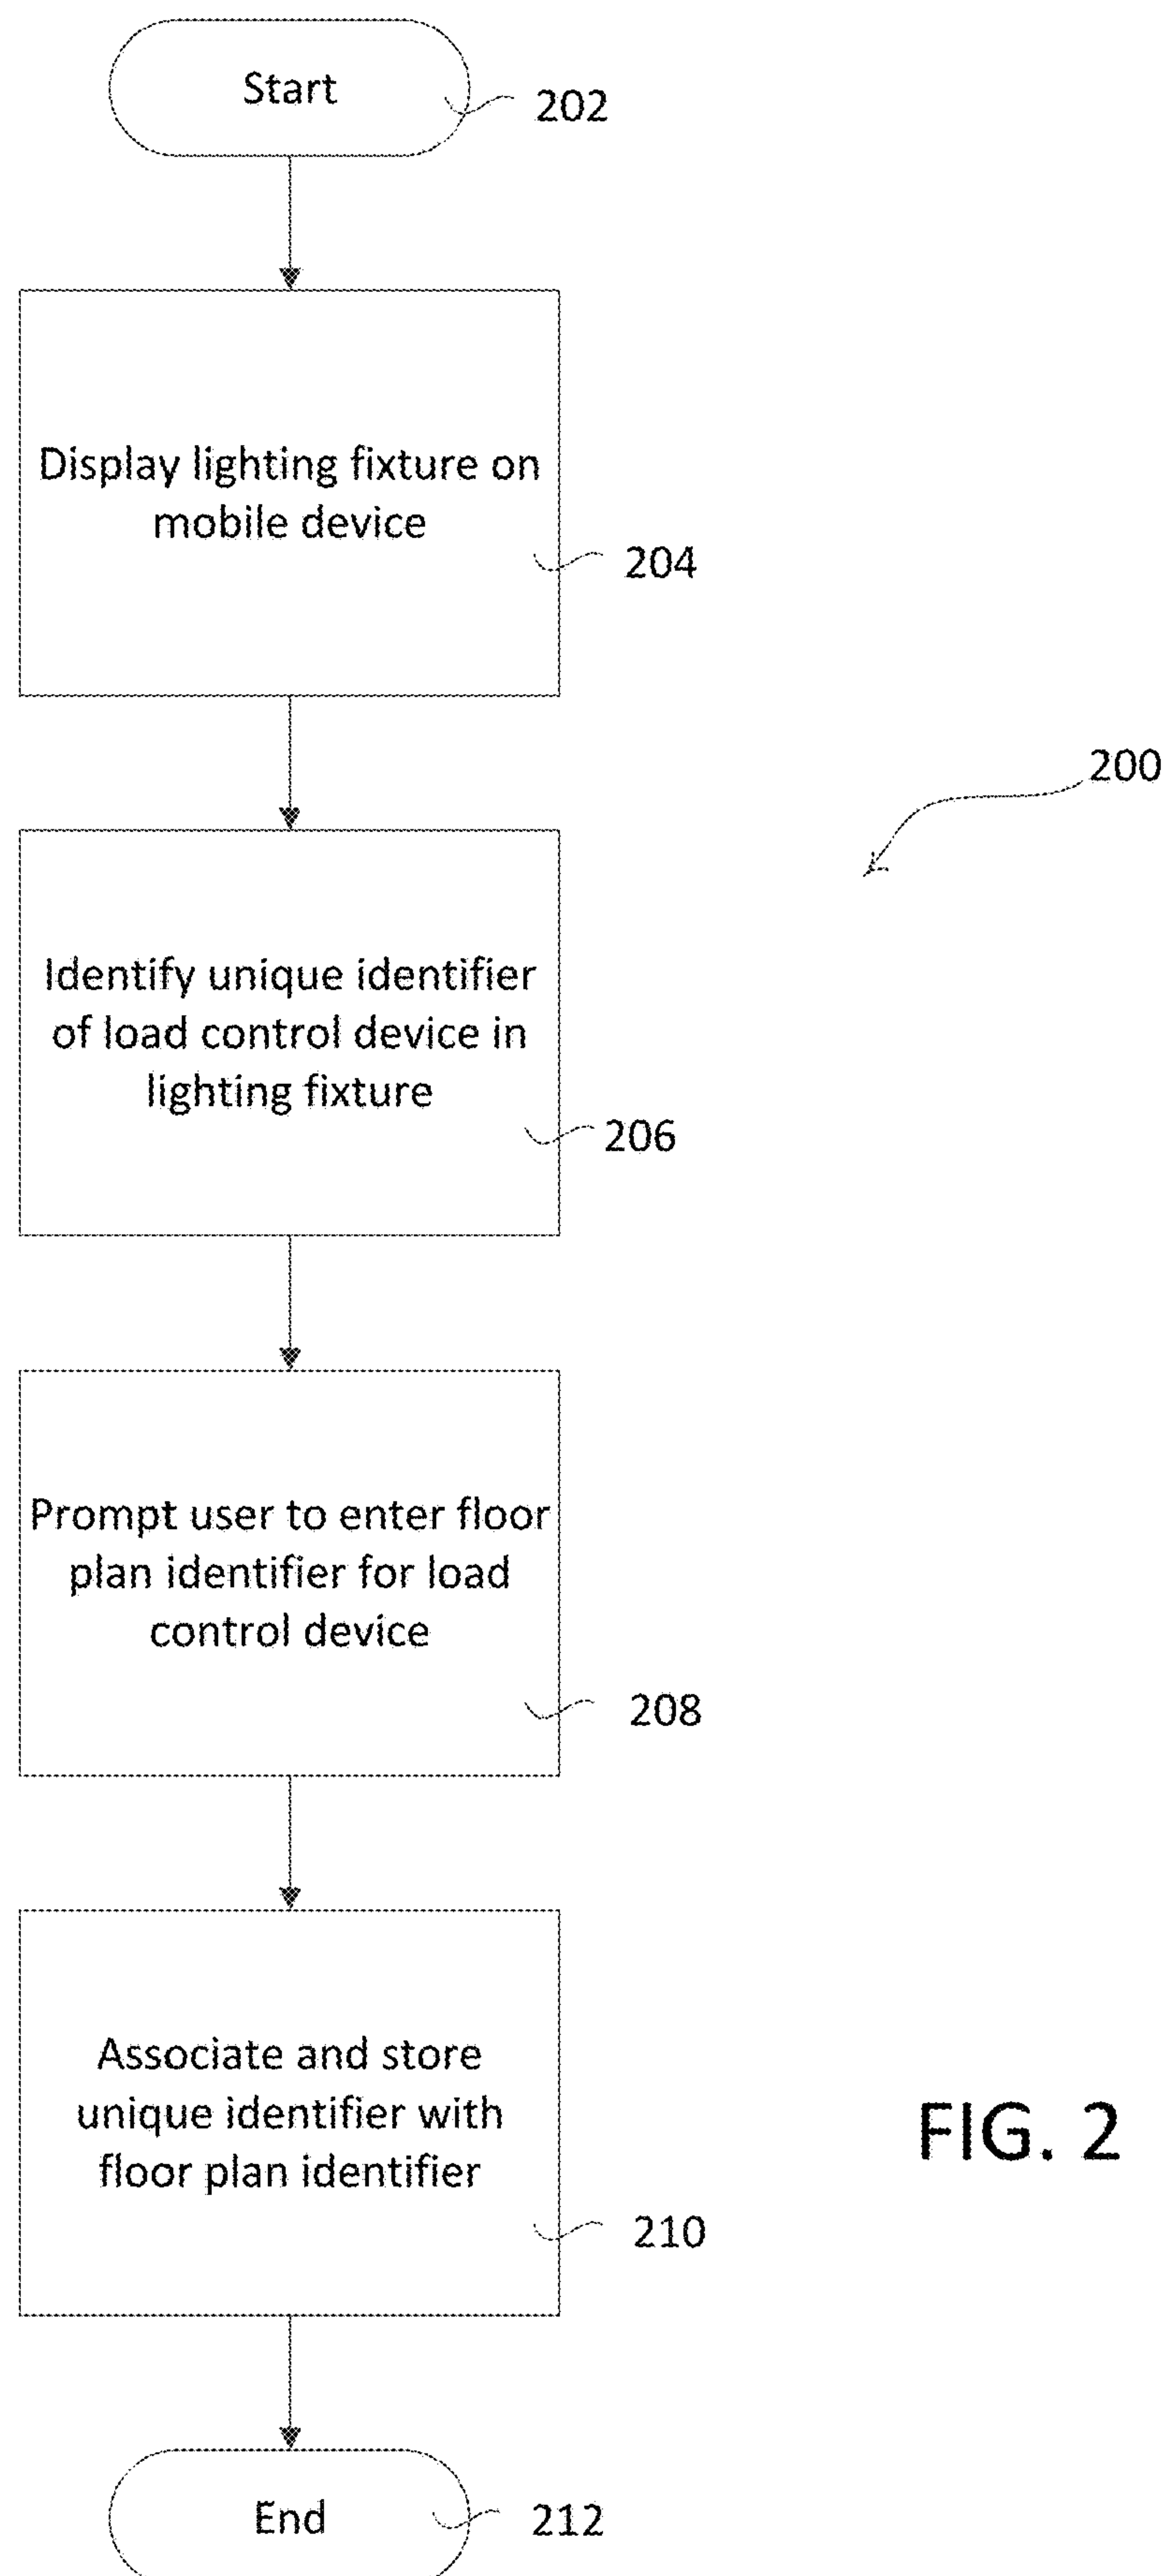 Start
202
Display lighting fixture on
mobile device
204
200
Identify unique identifier
of load control device in
lighting fixture
206
Prompt user to enter floor
plan identifier for load
control device
208
Associate and store
unique identifier with
floor plan identifier
210
FIG. 2
End
212